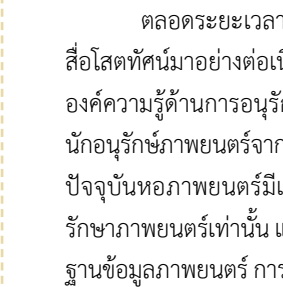 ตลอดระยะเวลา
สื่อโสตทัศน์มาอย่างต่อเนื
องค์ความรู้ด้านการอนุรัก
นักอนุรักษ์ภาพยนตร์จาก
ปัจจุบันหอภาพยนตร์มีเ
รักษาภาพยนตร์เท่านั้น แ
ฐานข้อมูลภาพยนตร์ การ